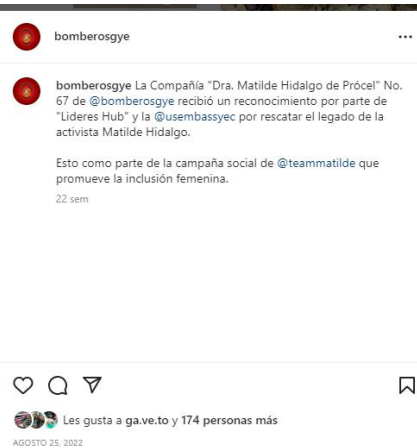 bomberosgye
bomberosgye La Compañía "Dra. Matilde Hidalgo de Prócel" No.
67 de @bomberosgye recibió un reconocimiento por parte de
"Lideres Hub" y la @usembassyec por rescatar el legado de la
activista Matilde Hidalgo.
Esto como parte de la campaña social de @teammatilde que
promueve la inclusión femenina.
22 sem
Les gusta a ga.ve.to y 174 personas más
AGOSTO 25, 2022